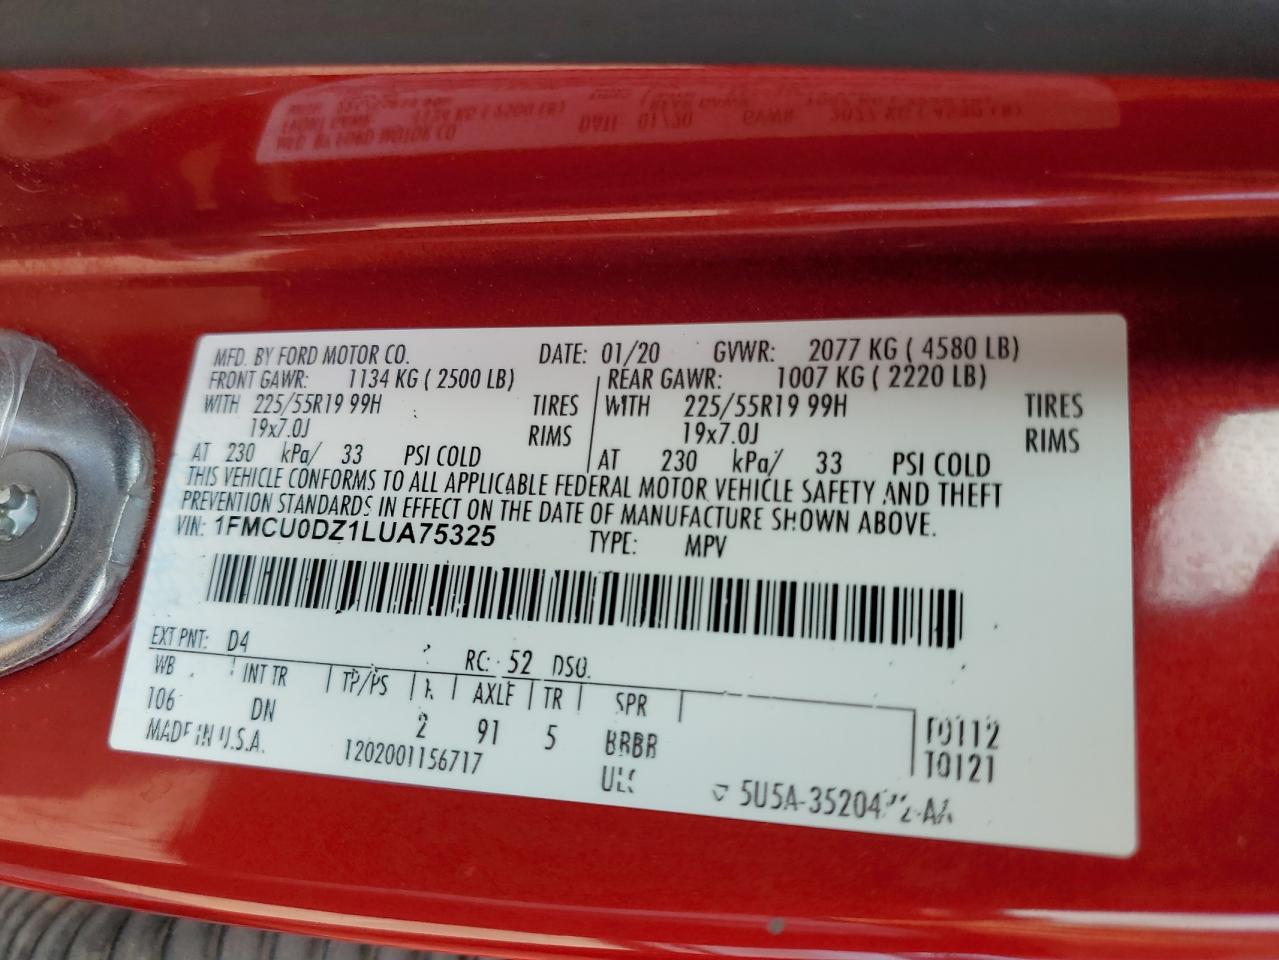 MFD. BY FORD MOTOR CO. DATE: 01/20 GVWR: 2077 KG ( 4580 LB)
FRONT GAWR: 1134 KG ( 2500 LB) REAR GAWR: 1007 KG ( 2220 LB)
WITH 225/55R19 99H TIRES WITH 225/55R19 99H TIRES
19x7.0J RIMS 19x7.0J RIMS
AT 230 kPa/ 33 PSI COLD AT 230 kPa/ 33 PSI COLD
THIS VEHICLE CONFORMS TO ALL APPLICABLE FEDERAL MOTOR VEHICLE SAFETY AND THEFT
PREVENTION STANDARDS IN EFFECT ON THE DATE OF MANUFACTURE SHOWN ABOVE.
VIN: 1FMCU0DZ1LUA75325 TYPE: MPV
EXT PNT: D4 RC: 52 DSO:
WB INT TR TP/PS R AXLE TR SPR
106 DN 2 91 5 BRBR T0112
MADE IN U.S.A. 1202001156717 T0121
5U5A-35204